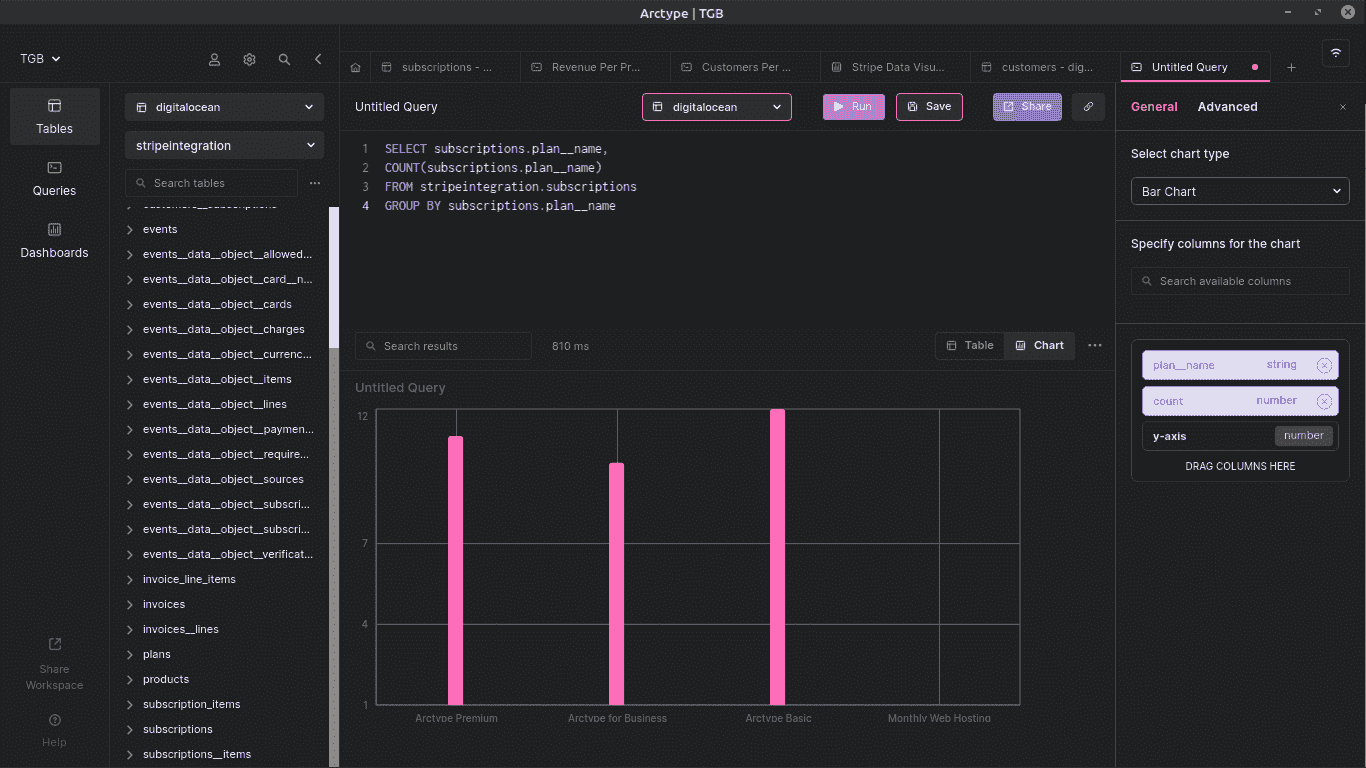 Arctype | TGB
TGB
subscriptions - ...
Revenue Per Pr...
Customers Per ...
Stripe Data Visu...
customers - dig...
Untitled Query
Tables
Queries
Dashboards
Share
Workspace
Help
digitalocean
stripeintegration
Search tables
customers__subscriptions
events
events__data__object__allowed...
events__data__object__card__n...
events__data__object__cards
events__data__object__charges
events__data__object__currenc...
events__data__object__items
events__data__object__lines
events__data__object__paymen...
events__data__object__require...
events__data__object__sources
events__data__object__subscri...
events__data__object__subscri...
events__data__object__verificat...
invoice_line_items
invoices
invoices__lines
plans
products
subscription_items
subscriptions
subscriptions__items
Untitled Query
digitalocean
Run
Save
Share
1 SELECT subscriptions.plan__name,
2 COUNT(subscriptions.plan__name)
3 FROM stripeintegration.subscriptions
4 GROUP BY subscriptions.plan__name
Search results
810 ms
Table
Chart
Untitled Query
12
7
4
1
Arctype Premium
Arctype for Business
Arctype Basic
Monthly Web Hosting
General
Advanced
Select chart type
Bar Chart
Specify columns for the chart
Search available columns
plan__name string
count number
y-axis number
DRAG COLUMNS HERE